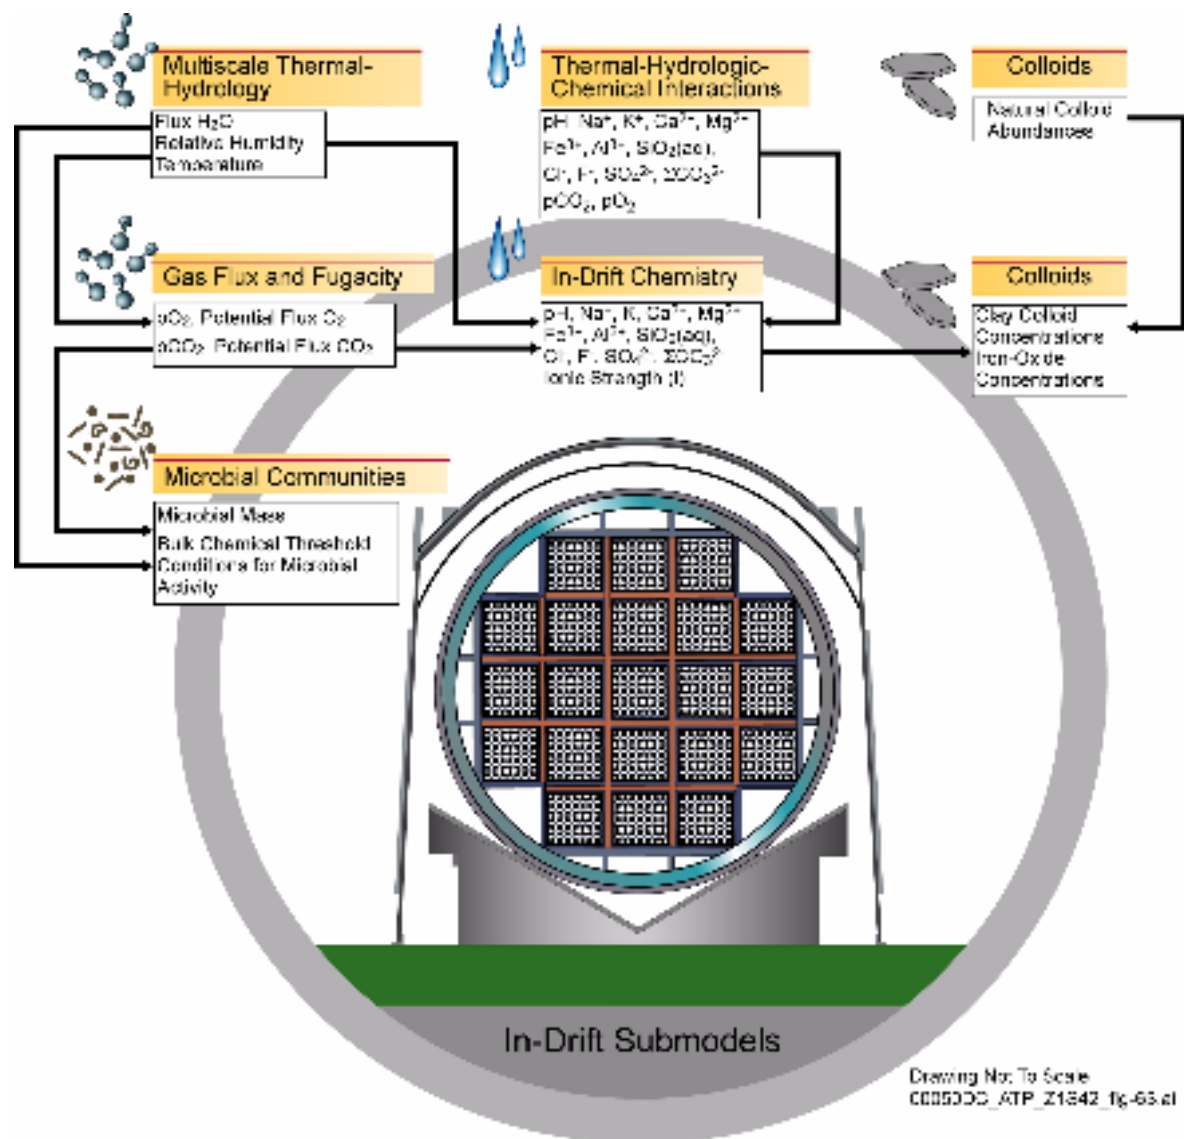 Multiscale Thermal-
Hydrology
Flux H₂O
Relative Humidity
Temperature
Thermal-Hydrologic-
Chemical Interactions
pH, Na⁺, K⁺, Ca²⁺, Mg²⁺
Fe³⁺, Al³⁺, SiO₂(aq),
Cl⁻, F⁻, SO₄²⁻, ΣCO₃²⁻
pCO₂, pO₂
Colloids
Natural Colloid
Abundances
Gas Flux and Fugacity
pO₂, Potential Flux O₂
pCO₂, Potential Flux CO₂
In-Drift Chemistry
pH, Na⁺, K, Ca²⁺, Mg²⁺
Fe³⁺, Al³⁺, SiO₂(aq),
Cl⁻, F⁻, SO₄²⁻, ΣCO₃²⁻
Ionic Strength (I)
Colloids
Clay Colloid
Concentrations
Iron-Oxide
Concentrations
Microbial Communities
Microbial Mass
Bulk Chemical Threshold
Conditions for Microbial
Activity
In-Drift Submodels
Drawing Not To Scale